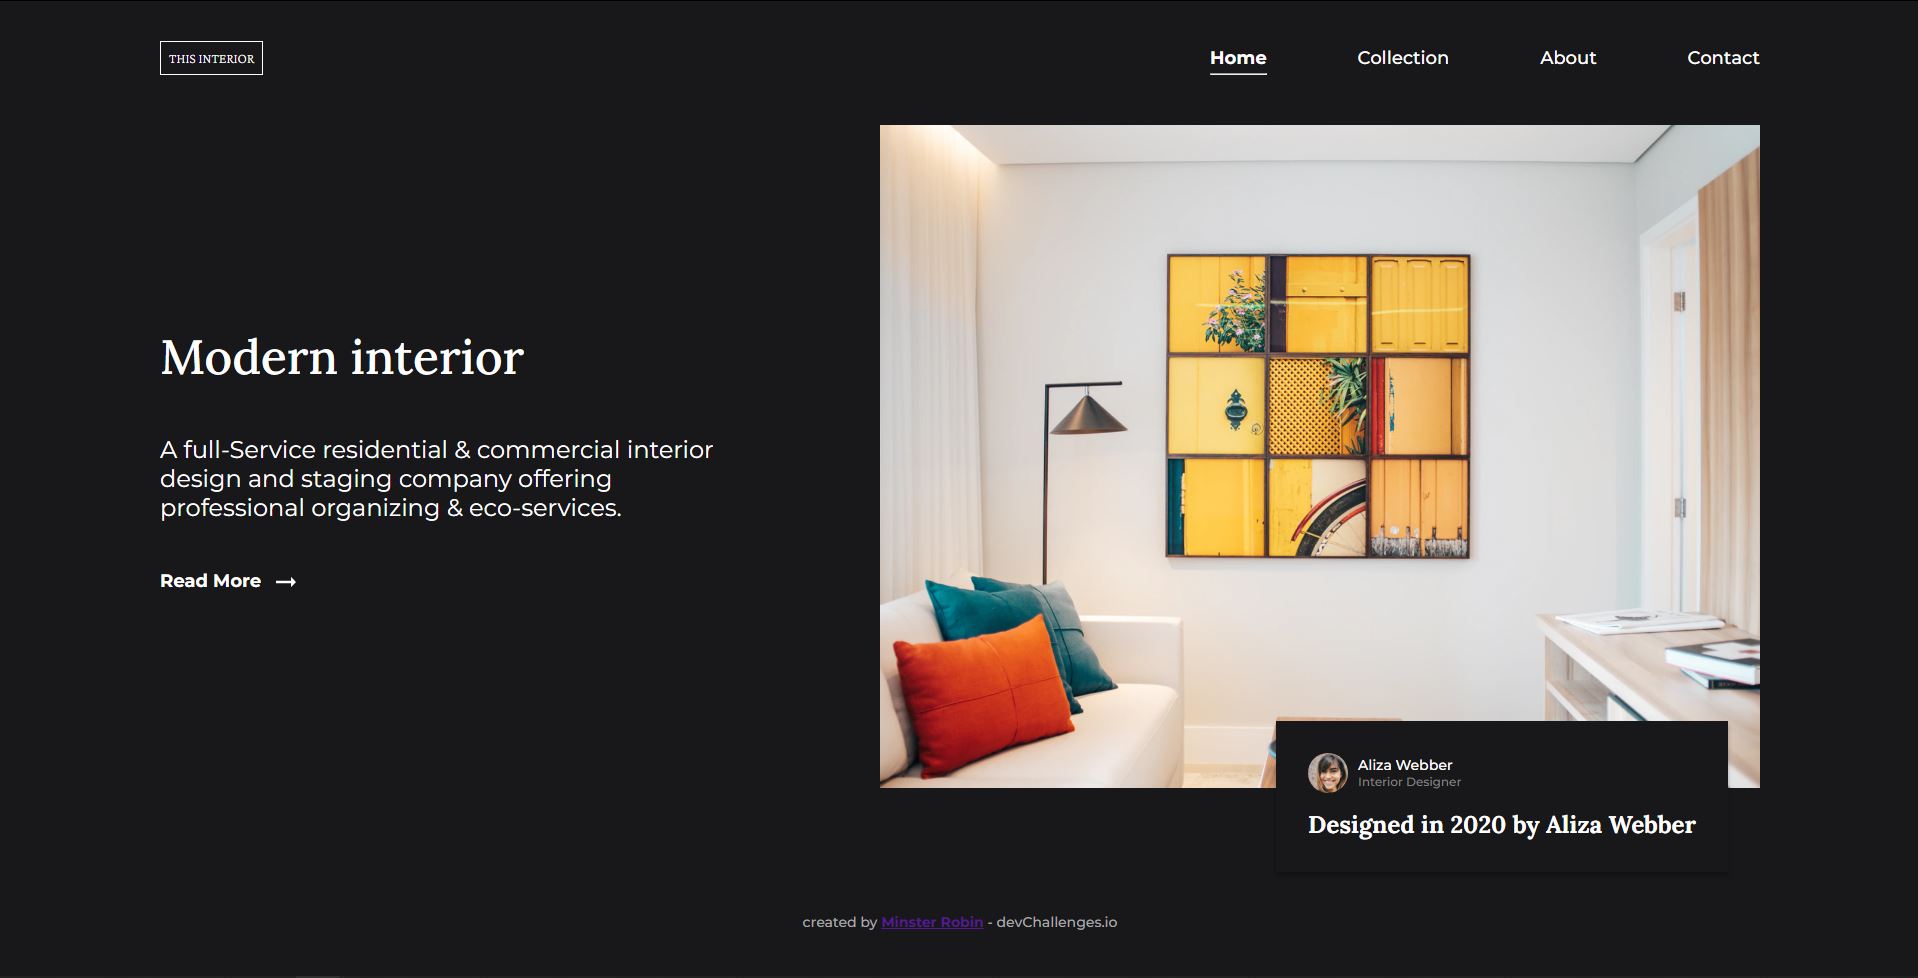 THIS INTERIOR
Home
Collection
About
Contact
Modern interior
A full-Service residential & commercial interior
design and staging company offering
professional organizing & eco-services.
Read More
Aliza Webber
Interior Designer
Designed in 2020 by Aliza Webber
created by Minster Robin - devChallenges.io